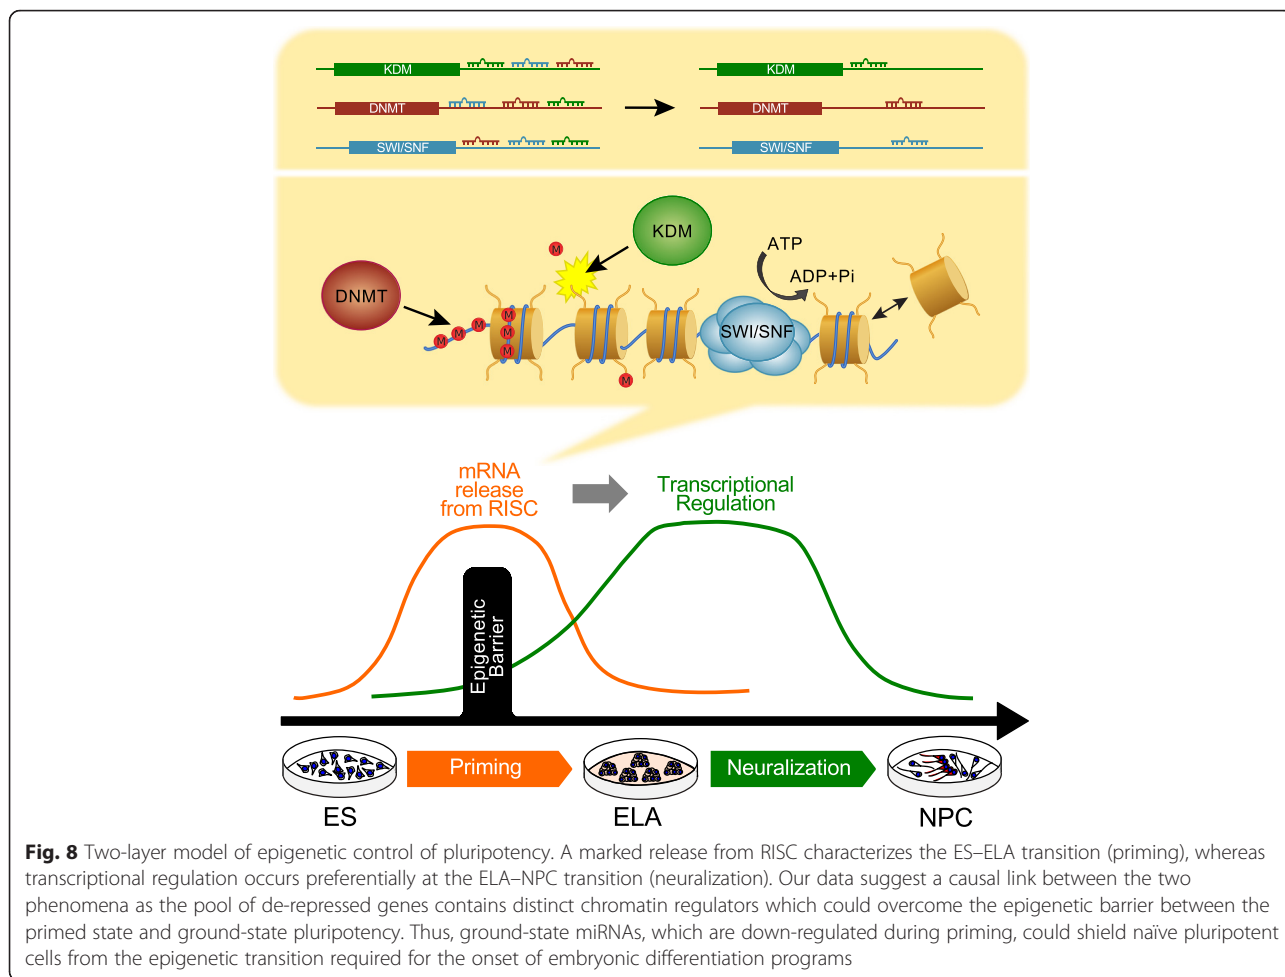 KDM
KDM
DNMT
DNMT
SWI/SNF
SWI/SNF
KDM
M
ATP
ADP+Pi
DNMT
M
M
M
M
M
M
SWI/SNF
M
mRNA
release
from RISC
Transcriptional
Regulation
Epigenetic
Barrier
Priming
Neuralization
ES
ELA
NPC
Fig. 8 Two-layer model of epigenetic control of pluripotency. A marked release from RISC characterizes the ES–ELA transition (priming), whereas
transcriptional regulation occurs preferentially at the ELA–NPC transition (neuralization). Our data suggest a causal link between the two
phenomena as the pool of de-repressed genes contains distinct chromatin regulators which could overcome the epigenetic barrier between the
primed state and ground-state pluripotency. Thus, ground-state miRNAs, which are down-regulated during priming, could shield naïve pluripotent
cells from the epigenetic transition required for the onset of embryonic differentiation programs